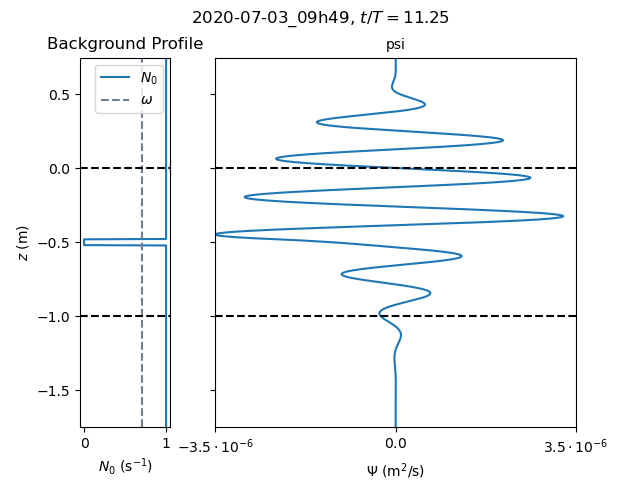 2020-07-03_09h49, t/T = 11.25
Background Profile
psi
N₀
ω
0.5
0.0
−0.5
−1.0
−1.5
z (m)
0
1
N₀ (s⁻¹)
−3.5 · 10⁻⁶
0.0
3.5 · 10⁻⁶
Ψ (m²/s)